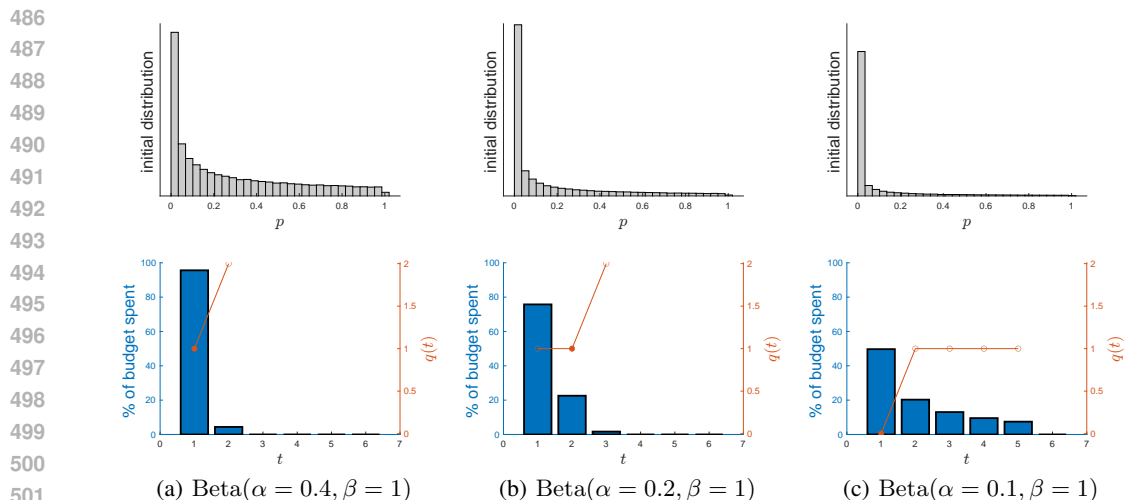 486
487
488
489
490
491
492
493
494
495
496
497
498
499
500
501
initial distribution
0 0.2 0.4 0.6 0.8 1
p
initial distribution
0 0.2 0.4 0.6 0.8 1
p
initial distribution
0 0.2 0.4 0.6 0.8 1
p
% of budget spent
100
80
60
40
20
0
0 1 2 3 4 5 6 7
t
2
1.5
1
0.5
0
q(t)
% of budget spent
100
80
60
40
20
0
0 1 2 3 4 5 6 7
t
2
1.5
1
0.5
0
q(t)
% of budget spent
100
80
60
40
20
0
0 1 2 3 4 5 6 7
t
2
1.5
1
0.5
0
q(t)
(a) Beta(α = 0.4, β = 1)
(b) Beta(α = 0.2, β = 1)
(c) Beta(α = 0.1, β = 1)